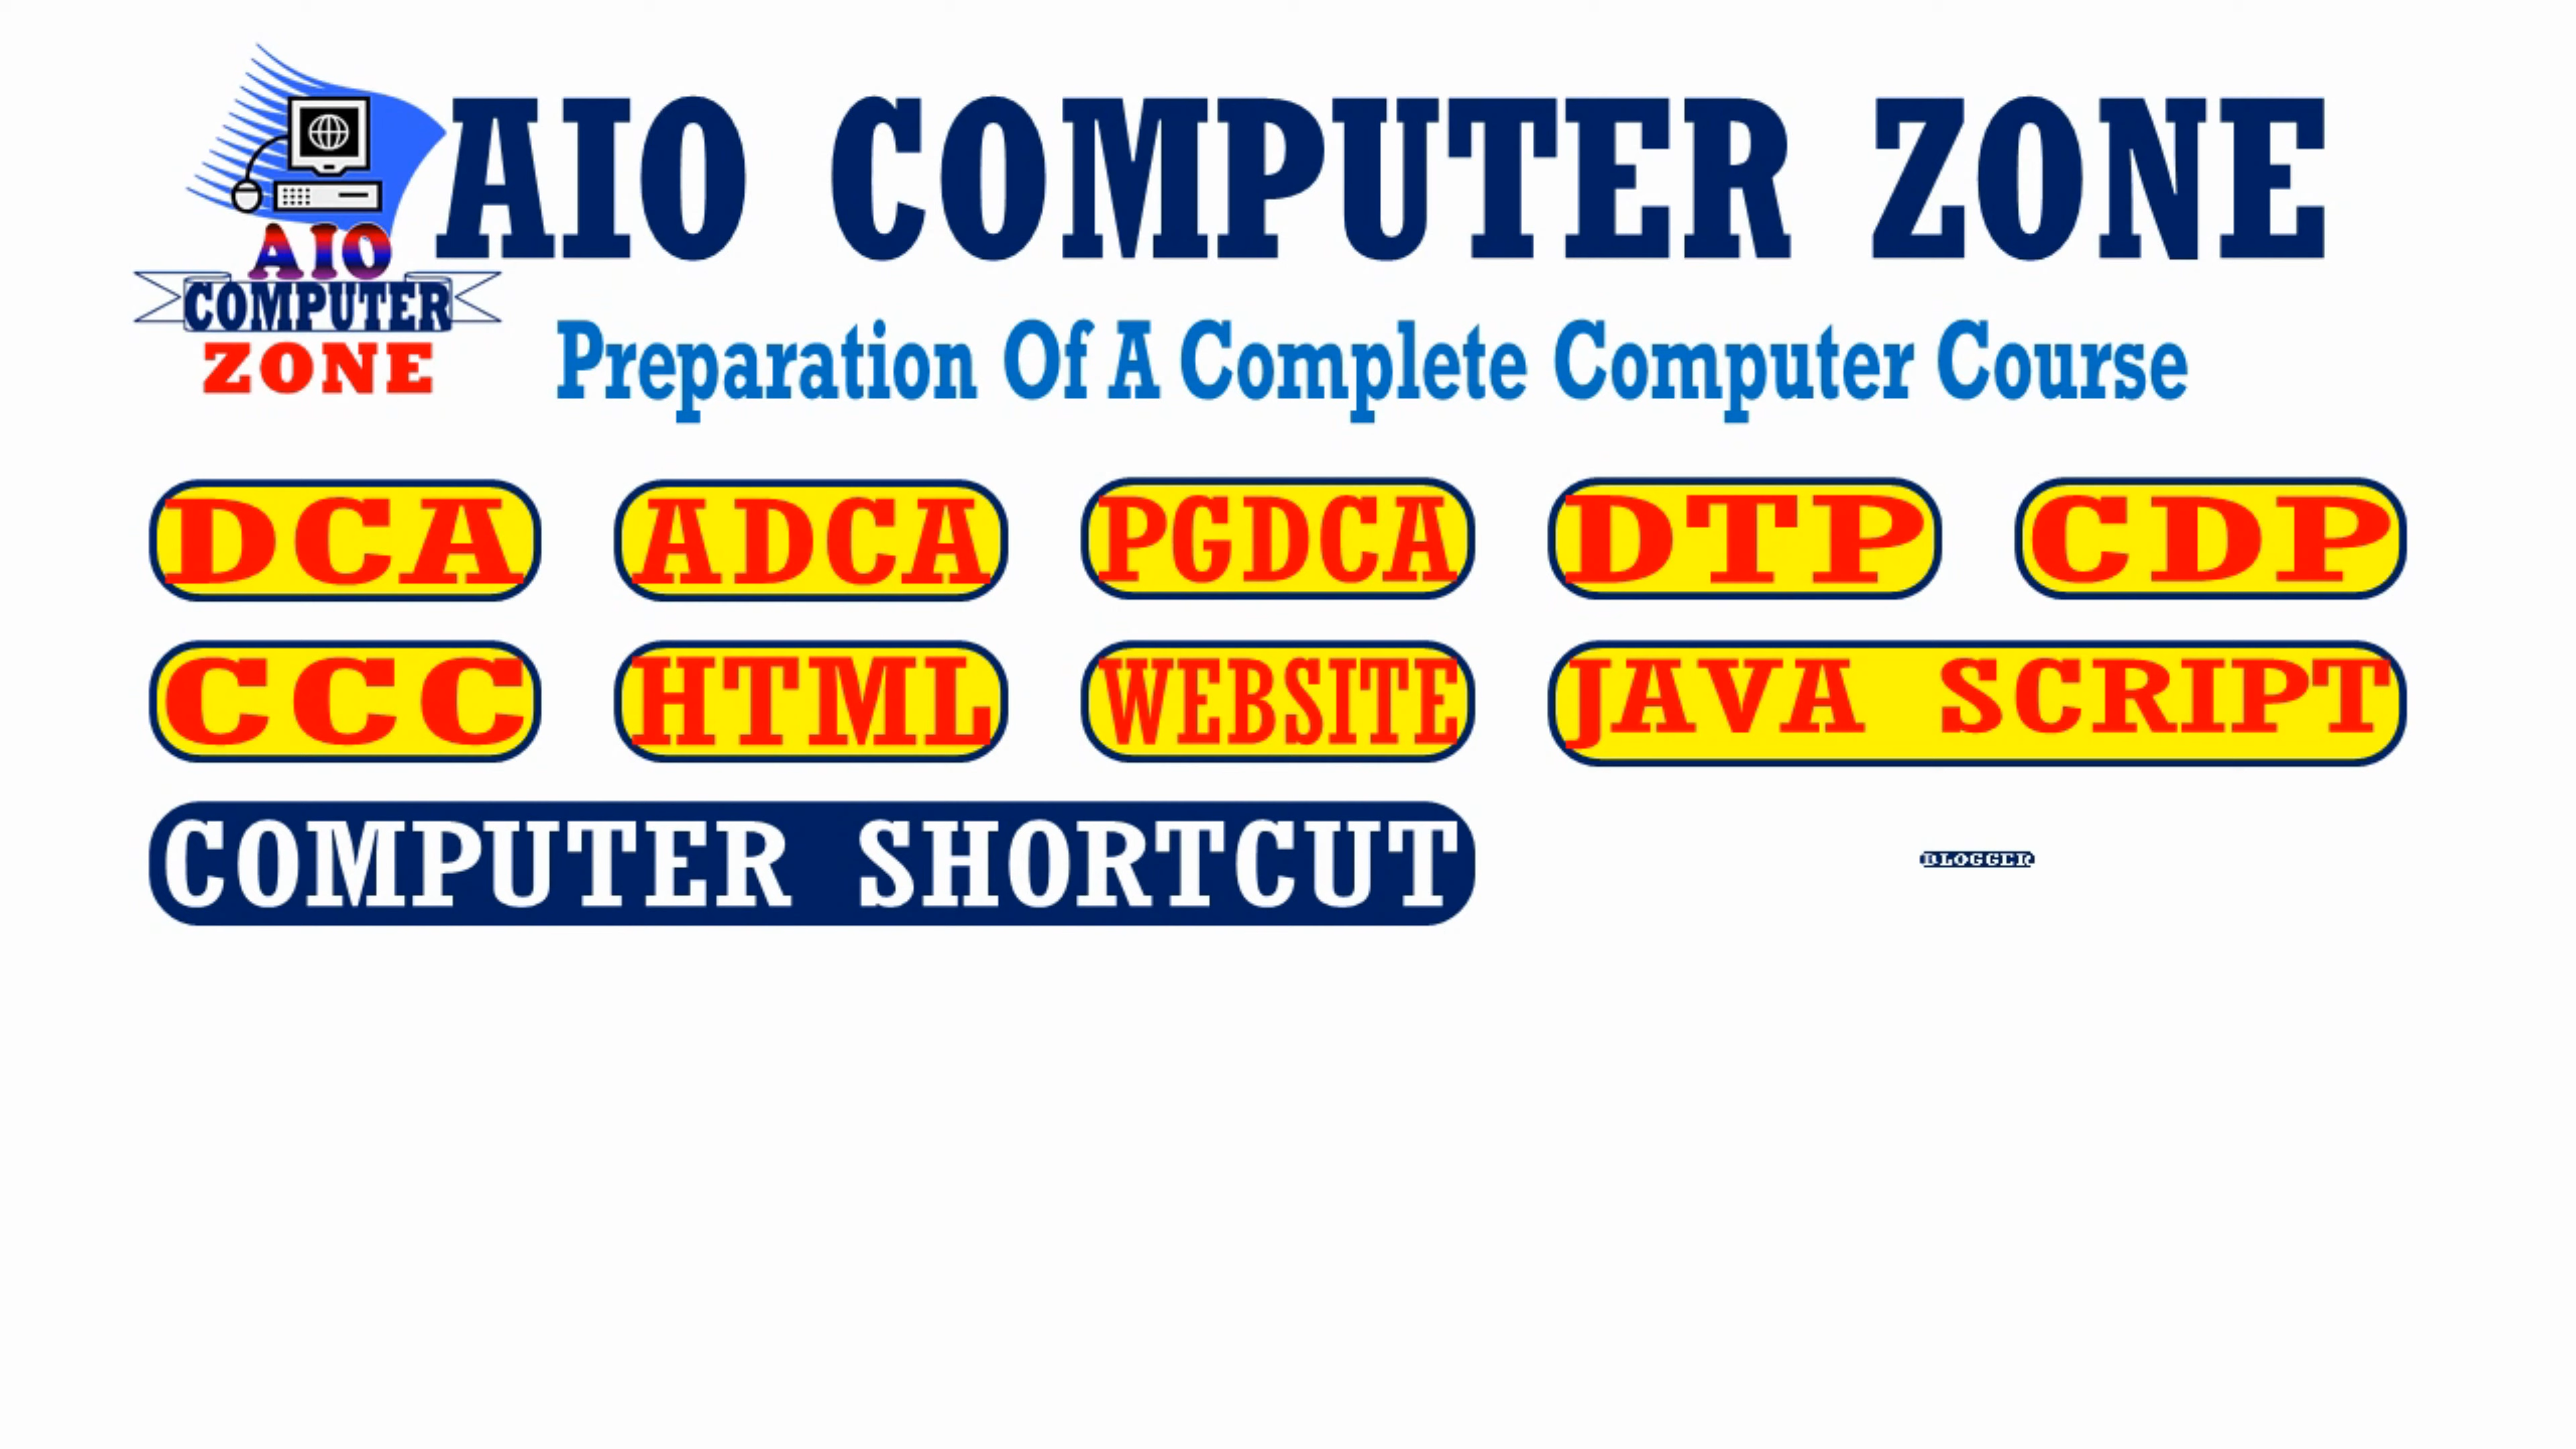 AIO COMPUTER ZONE
AIO
COMPUTER
ZONE
Preparation Of A Complete Computer Course
DCA ADCA PGDCA DTP CDP
CCC HTML WEBSITE JAVA SCRIPT
COMPUTER SHORTCUT BLOGGER